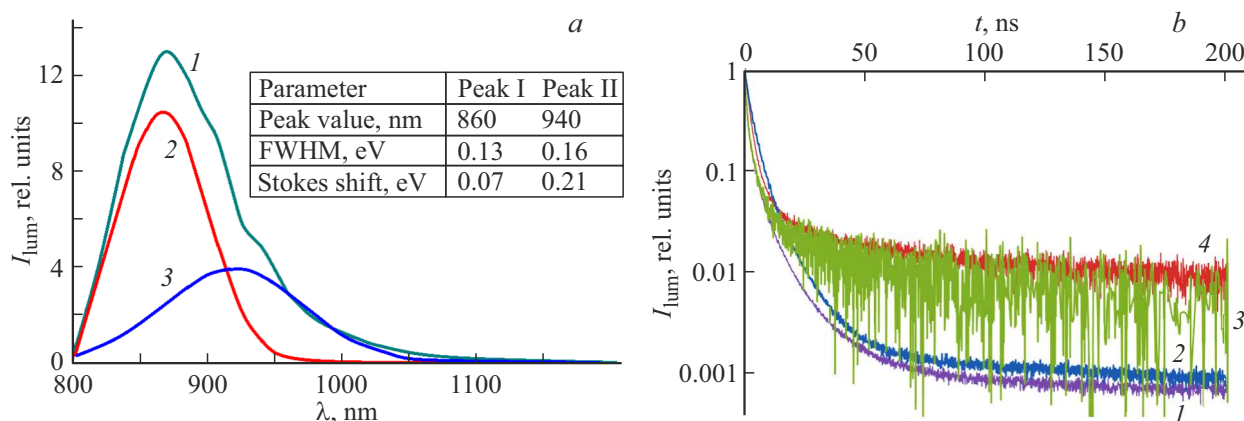 a
12
8
4
0
I lum, rel. units
1
2
3
Parameter Peak I Peak II
Peak value, nm 860 940
FWHM, eV 0.13 0.16
Stokes shift, eV 0.07 0.21
800 900 1000 1100
λ, nm
t, ns b
0 50 100 150 200
1
0.1
0.01
0.001
I lum, rel. units
4
3
2
1